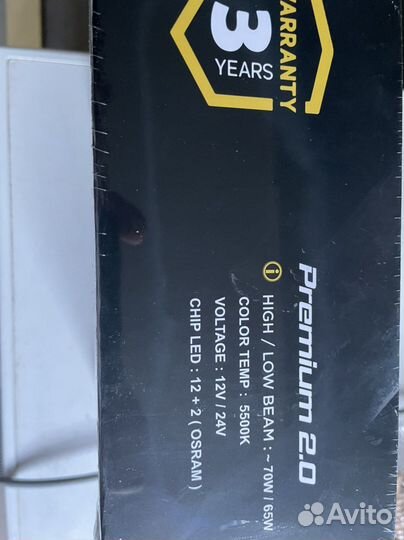 WARRANTY
3
YEARS
Premium 2.0
HIGH / LOW BEAM : ~ 70W / 65W
COLOR TEMP : 5500K
VOLTAGE : 12V / 24V
CHIP LED : 12 + 2 ( OSRAM )
Avito